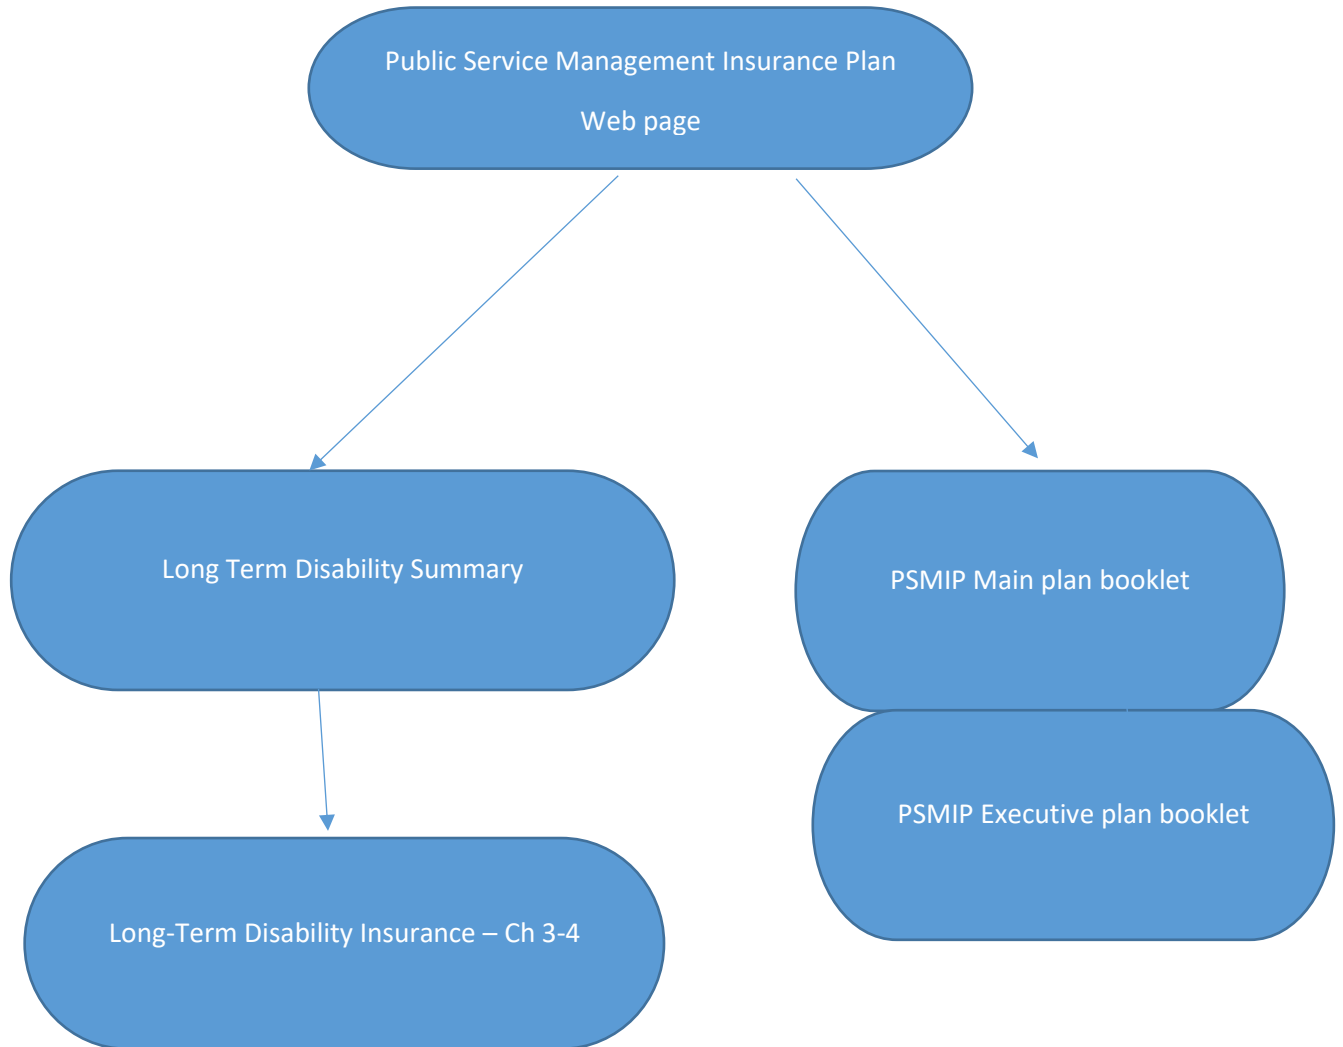 Public Service Management Insurance Plan
Web page
Long Term Disability Summary
PSMIP Main plan booklet
PSMIP Executive plan booklet
Long-Term Disability Insurance – Ch 3-4